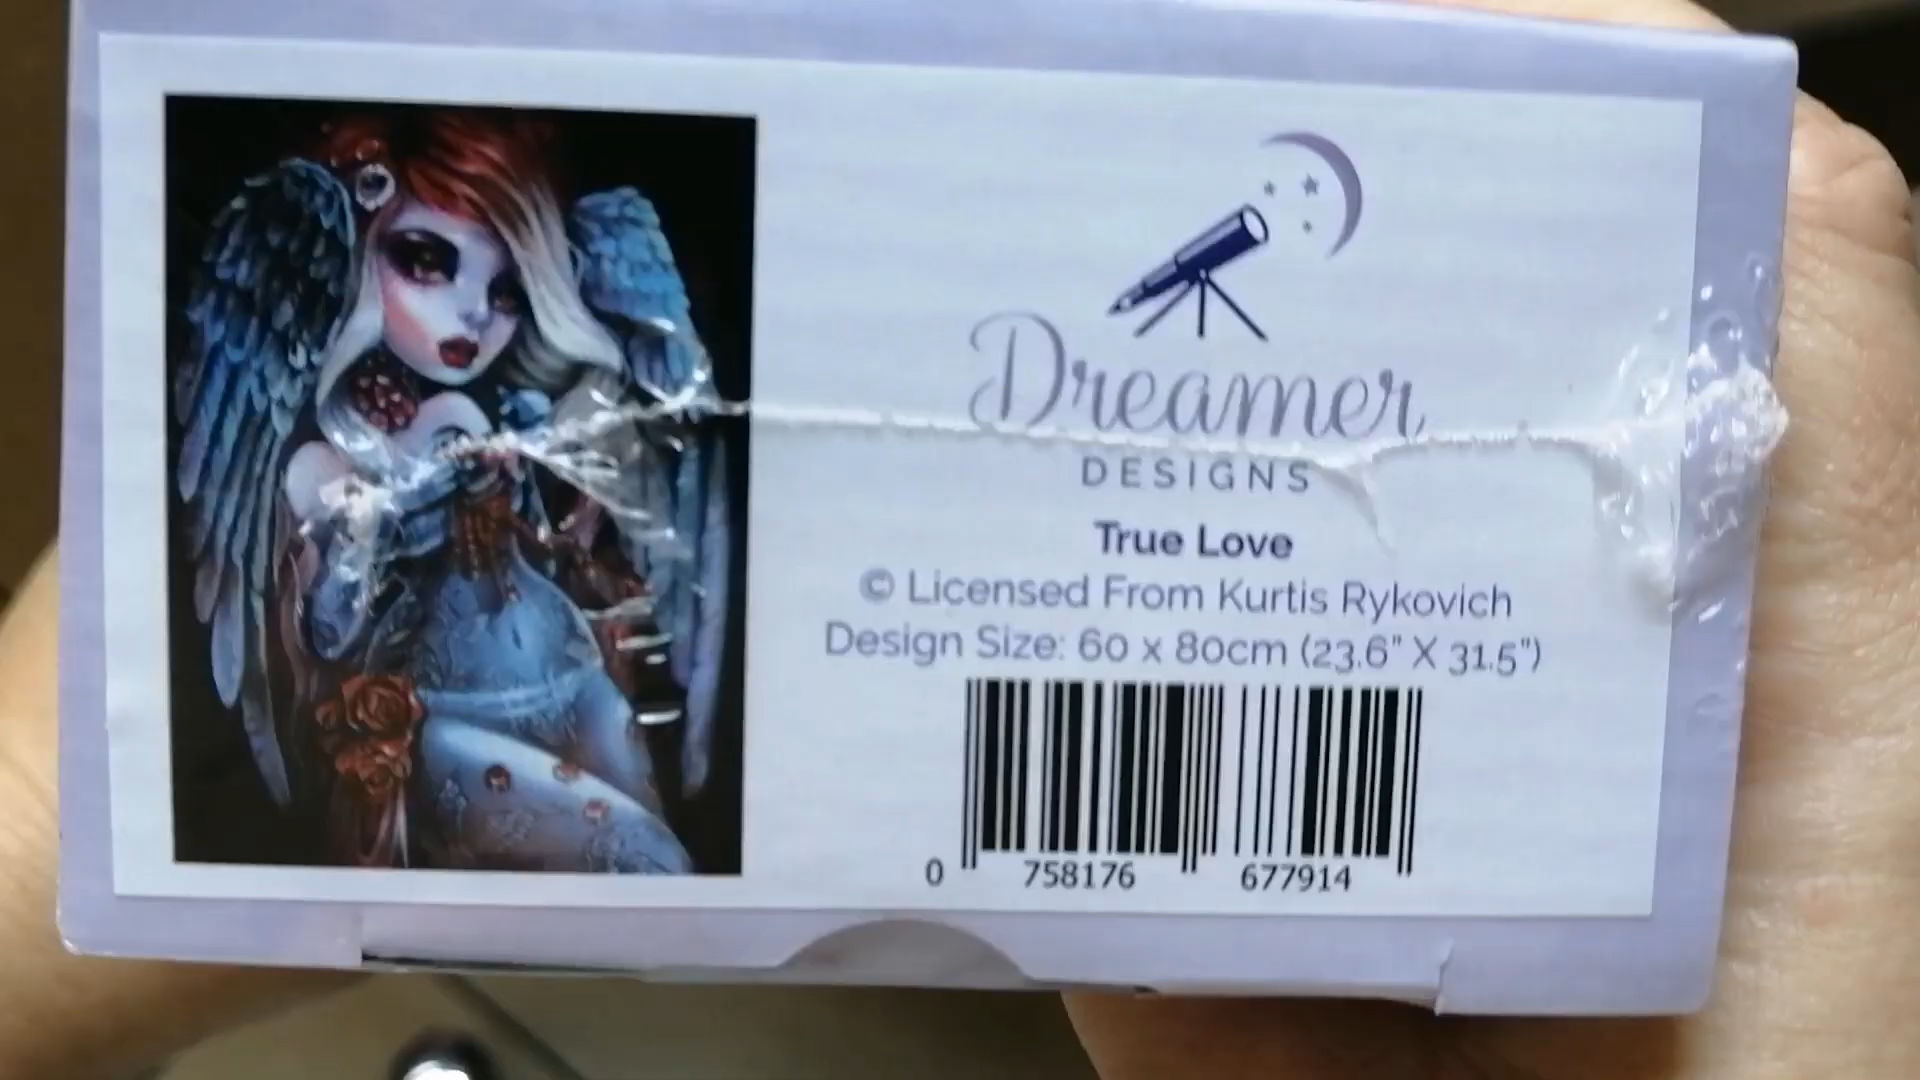 Dreamer
DESIGNS
True Love
© Licensed From Kurtis Rykovich
Design Size: 60 x 80cm (23.6" X 31.5")
0 758176 677914